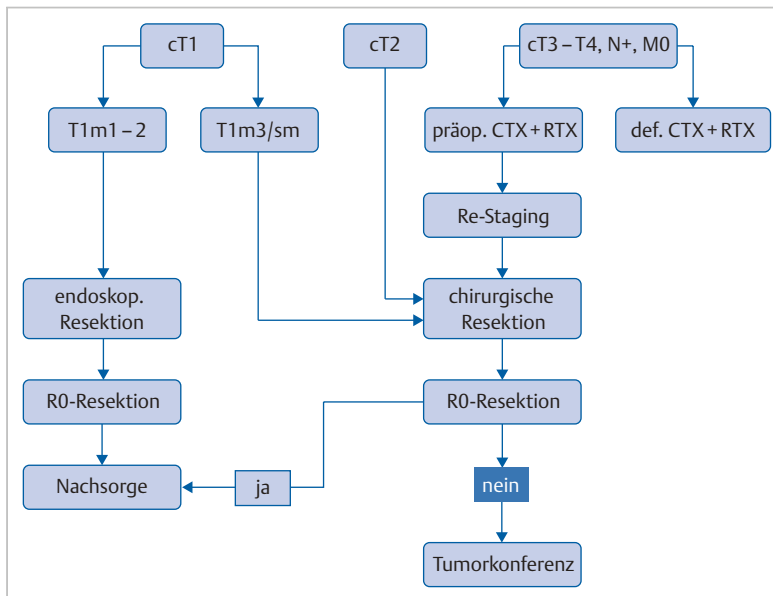 cT1
cT2
cT3 – T4, N+, M0
T1m1 – 2
T1m3/sm
präop. CTX + RTX
def. CTX + RTX
Re-Staging
endoskop.
Resektion
chirurgische
Resektion
R0-Resektion
R0-Resektion
Nachsorge
ja
nein
Tumorkonferenz